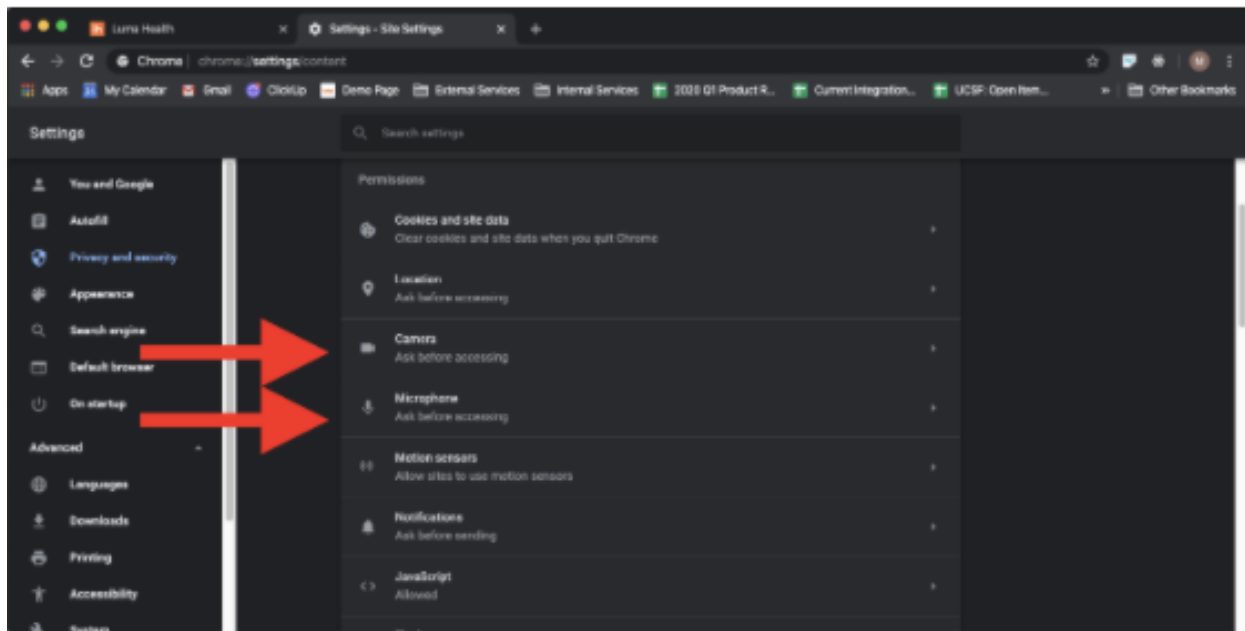 Luma Health
Settings - Site Settings
Chrome | chrome://settings/content
Apps My Calendar Gmail ClickUp Demo Page External Services Internal Services 2020 Q1 Product R... Current Integration... UCSF: Open Item... Other Bookmarks
Settings
Search settings
You and Google
Autofill
Privacy and security
Appearance
Search engine
Default browser
On startup
Advanced
Languages
Downloads
Printing
Accessibility
System
Permissions
Cookies and site data
Clear cookies and site data when you quit Chrome
Location
Ask before accessing
Camera
Ask before accessing
Microphone
Ask before accessing
Motion sensors
Allow sites to use motion sensors
Notifications
Ask before sending
JavaScript
Allowed